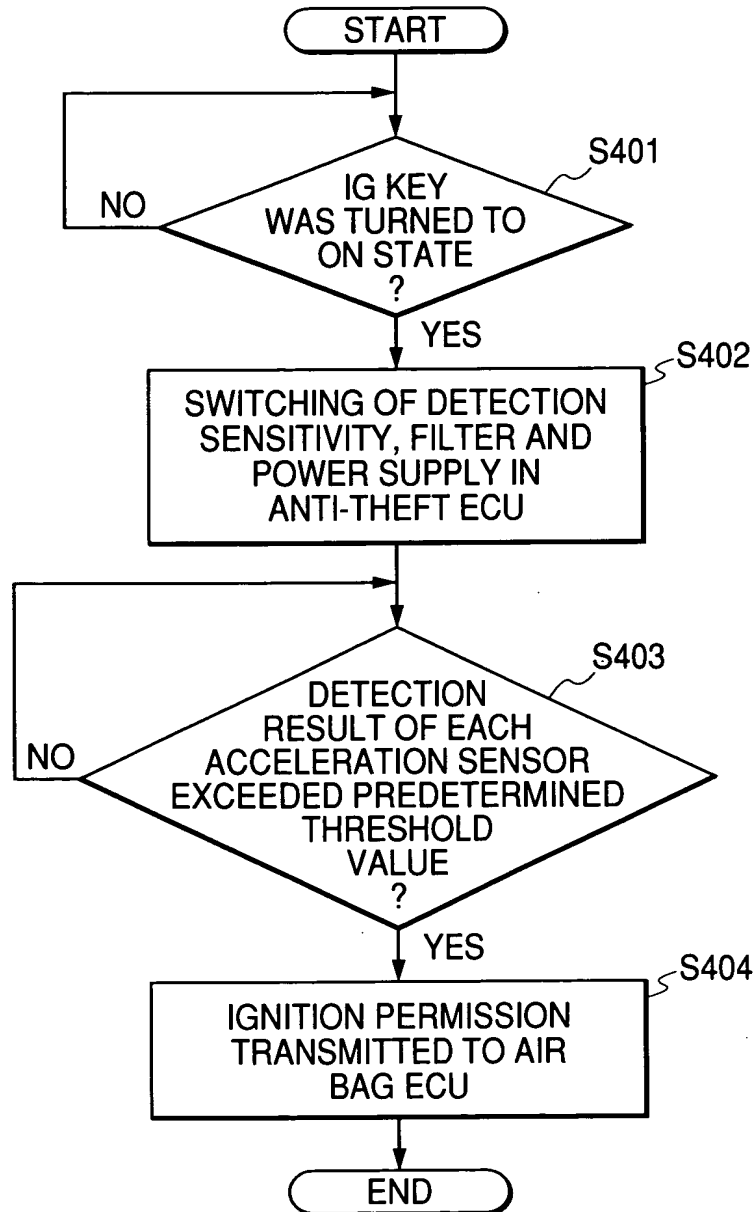 START
S401
IG KEY
WAS TURNED TO
ON STATE
?
NO
YES
S402
SWITCHING OF DETECTION
SENSITIVITY, FILTER AND
POWER SUPPLY IN
ANTI-THEFT ECU
S403
DETECTION
RESULT OF EACH
ACCELERATION SENSOR
EXCEEDED PREDETERMINED
THRESHOLD
VALUE
?
NO
YES
S404
IGNITION PERMISSION
TRANSMITTED TO AIR
BAG ECU
END